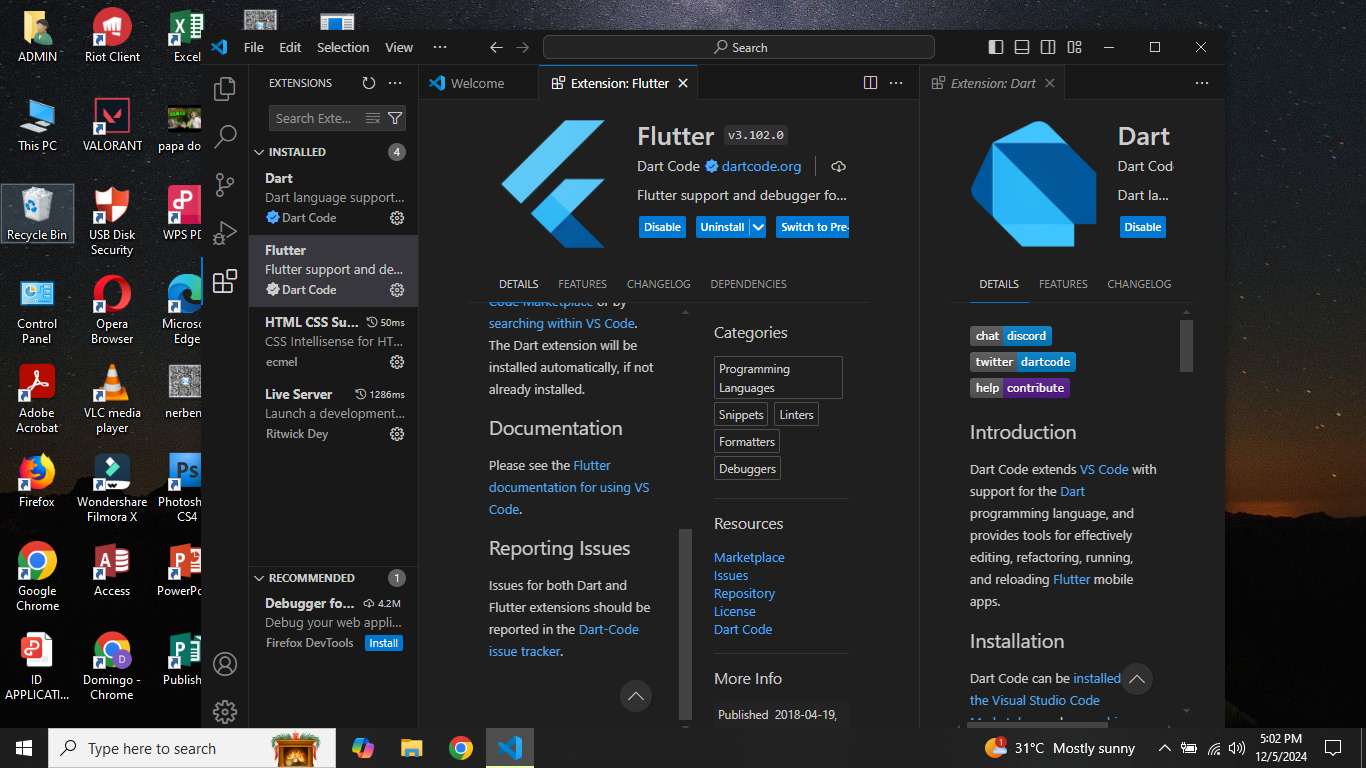 ADMIN
Riot Client
Excel
This PC
VALORANT
papa do
Recycle Bin
USB Disk
Security
WPS PD
Control
Panel
Opera
Browser
Microso
Edge
Adobe
Acrobat
VLC media
player
nerben
Firefox
Wondershare
Filmora X
Photosh
CS4
Google
Chrome
Access
PowerPo
ID
APPLICATI...
Domingo -
Chrome
Publish
File Edit Selection View ···
Search
EXTENSIONS
Search Exte...
INSTALLED 4
Dart
Dart language support...
Dart Code
Flutter
Flutter support and de...
Dart Code
HTML CSS Su... 50ms
CSS Intellisense for HT...
ecmel
Live Server 1286ms
Launch a development...
Ritwick Dey
RECOMMENDED 1
Debugger fo... 4.2M
Debug your web appli...
Firefox DevTools Install
Welcome
Extension: Flutter
Flutter v3.102.0
Dart Code dartcode.org
Flutter support and debugger fo...
Disable Uninstall Switch to Pre-
DETAILS FEATURES CHANGELOG DEPENDENCIES
Code Marketplace or by
searching within VS Code.
The Dart extension will be
installed automatically, if not
already installed.
Documentation
Please see the Flutter
documentation for using VS
Code.
Reporting Issues
Issues for both Dart and
Flutter extensions should be
reported in the Dart-Code
issue tracker.
Categories
Programming
Languages
Snippets Linters
Formatters
Debuggers
Resources
Marketplace
Issues
Repository
License
Dart Code
More Info
Published 2018-04-19,
Extension: Dart
Dart
Dart Cod
Dart la...
Disable
DETAILS FEATURES CHANGELOG
chat discord
twitter dartcode
help contribute
Introduction
Dart Code extends VS Code with
support for the Dart
programming language, and
provides tools for effectively
editing, refactoring, running,
and reloading Flutter mobile
apps.
Installation
Dart Code can be installed
the Visual Studio Code
Type here to search
1
31°C Mostly sunny
5:02 PM
12/5/2024